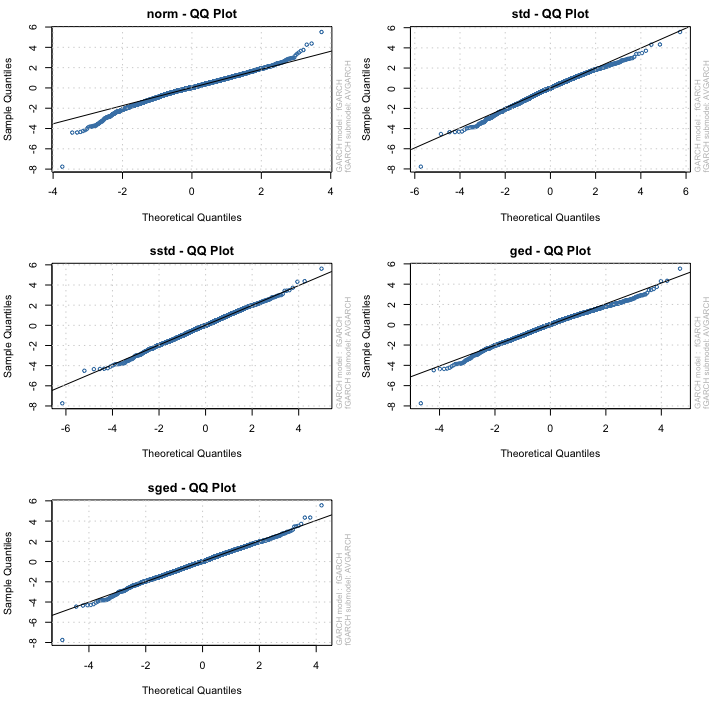 norm - QQ Plot
Sample Quantiles
-8 -6 -4 -2 0 2 4 6
-4 -2 0 2 4
Theoretical Quantiles
GARCH model : fGARCH
fGARCH submodel: AVGARCH
std - QQ Plot
Sample Quantiles
-8 -6 -4 -2 0 2 4 6
-6 -4 -2 0 2 4 6
Theoretical Quantiles
GARCH model : fGARCH
fGARCH submodel: AVGARCH
sstd - QQ Plot
Sample Quantiles
-8 -6 -4 -2 0 2 4 6
-6 -4 -2 0 2 4
Theoretical Quantiles
GARCH model : fGARCH
fGARCH submodel: AVGARCH
ged - QQ Plot
Sample Quantiles
-8 -6 -4 -2 0 2 4 6
-4 -2 0 2 4
Theoretical Quantiles
GARCH model : fGARCH
fGARCH submodel: AVGARCH
sged - QQ Plot
Sample Quantiles
-8 -6 -4 -2 0 2 4 6
-4 -2 0 2 4
Theoretical Quantiles
GARCH model : fGARCH
fGARCH submodel: AVGARCH